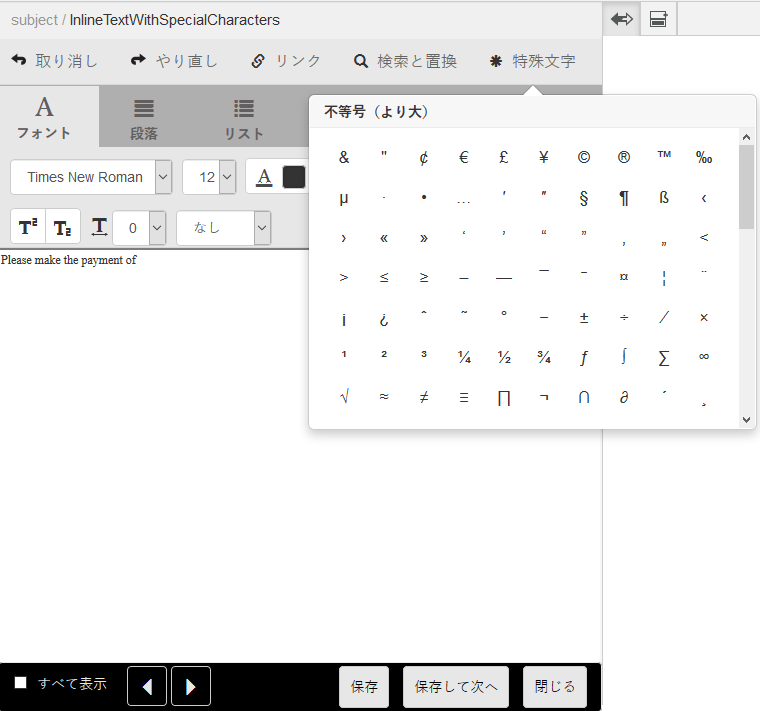 subject / InlineTextWithSpecialCharacters
取り消し やり直し リンク 検索と置換 特殊文字
A
フォント 段落 リスト
不等号（より大）
Times New Roman 12 A
T² T₂ T 0 なし
& " ¢ € £ ¥ © ® ™ ‰
µ · • … ′ ″ § ¶ ß ‹
› « » ‘ ’ “ ” ‚ „ <
> ≤ ≥ – — ¯ ‾ ¤ ¦ ¨
¡ ¿ ˆ ˜ ° − ± ÷ ⁄ ×
¹ ² ³ ¼ ½ ¾ ƒ ∫ ∑ ∞
√ ≈ ≠ ≡ ∏ ¬ ∩ ∂ ´ ¸
Please make the payment of
すべて表示 保存 保存して次へ 閉じる